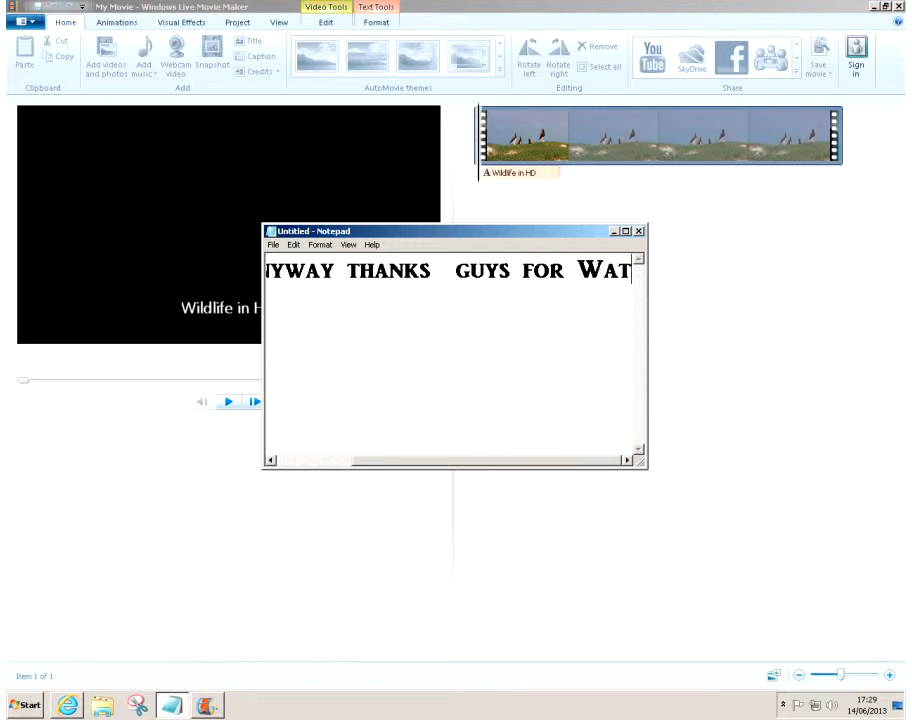 My Movie - Windows Live Movie Maker
Video Tools
Text Tools
Home
Animations
Visual Effects
Project
View
Edit
Format
Paste
Cut
Copy
Clipboard
Add videos and photos
Add music
Webcam video
Snapshot
Title
Caption
Credits
Add
AutoMovie themes
Rotate left
Rotate right
Remove
Select all
Editing
You Tube
SkyDrive
Share
Save movie
Sign in
A Wildlife in HD
Wildlife in H
Untitled - Notepad
File Edit Format View Help
NYWAY THANKS GUYS FOR WAT
Item 1 of 1
Start
17:29
14/06/2013